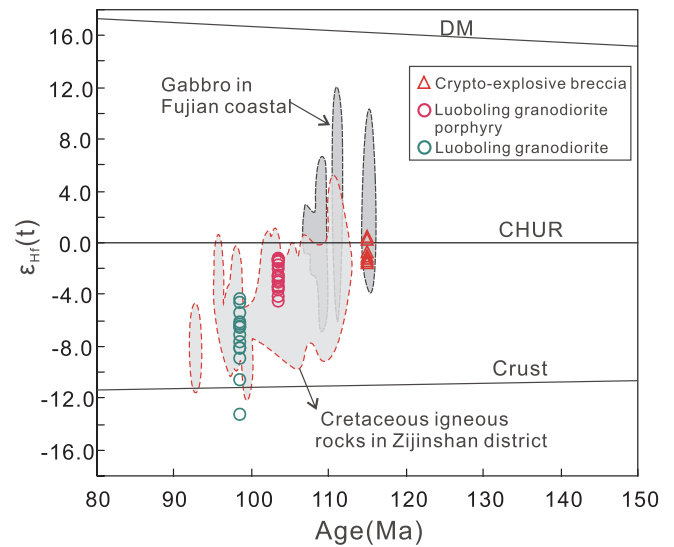 DM
16.0
12.0
8.0
4.0
0.0
-4.0
-8.0
-12.0
-16.0
εHf(t)
Gabbro in
Fujian coastal
Crypto-explosive breccia
Luoboling granodiorite
porphyry
Luoboling granodiorite
CHUR
Crust
Cretaceous igneous
rocks in Zijinshan district
80
90
100
110
120
130
140
150
Age(Ma)